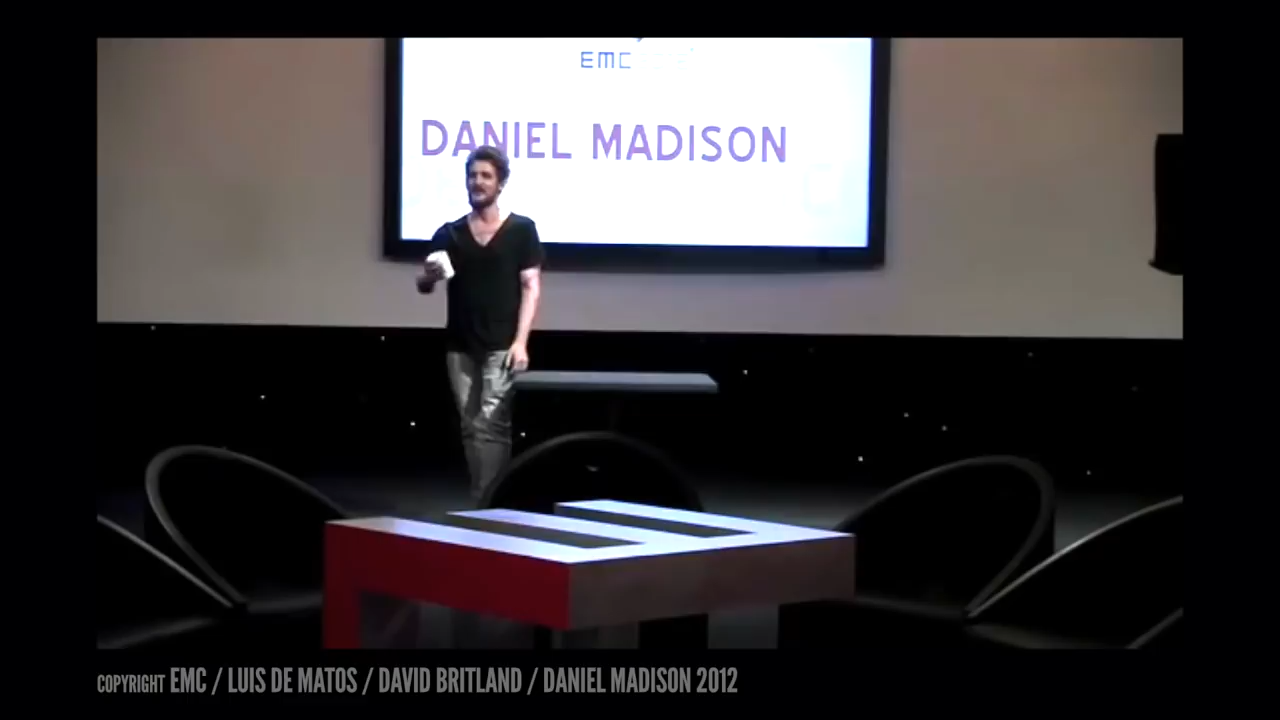 EMC
DANIEL MADISON
COPYRIGHT EMC / LUIS DE MATOS / DAVID BRITLAND / DANIEL MADISON 2012